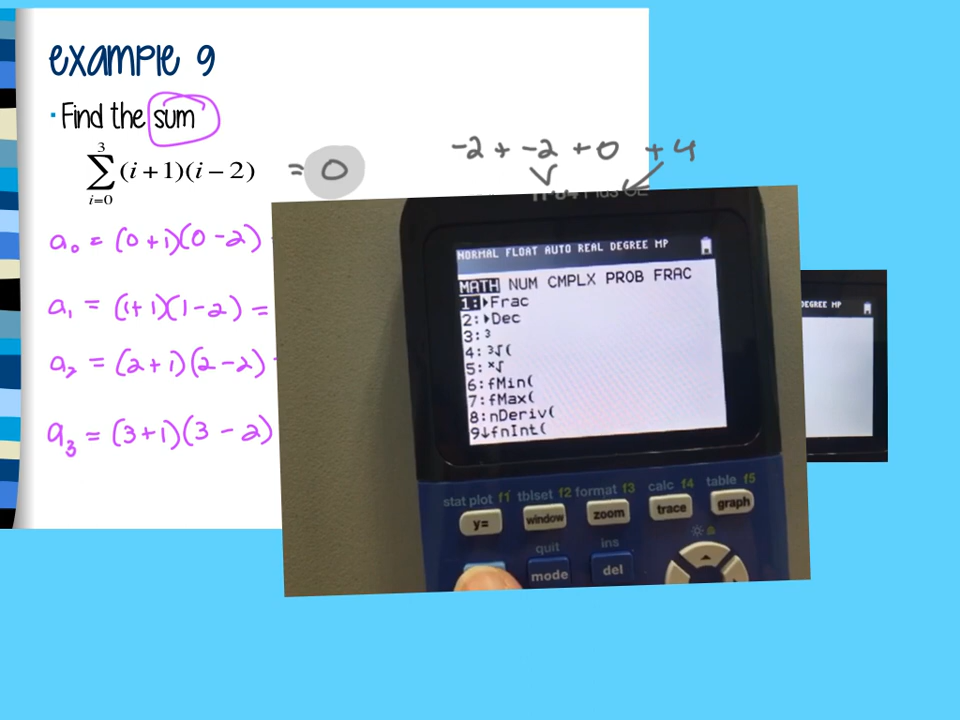 example 9
· Find the sum
3
∑ (i + 1)(i − 2) = 0
i=0
-2 + -2 + 0 + 4
a₀ = (0+1)(0-2)
a₁ = (1+1)(1-2) =
a₂ = (2+1)(2-2)
a₃ = (3+1)(3-2)
NORMAL FLOAT AUTO REAL DEGREE MP
MATH NUM CMPLX PROB FRAC
1:▸Frac
2:▸Dec
3:³
4:³√(
5:ˣ√
6:fMin(
7:fMax(
8:nDeriv(
9↓fnInt(
stat plot f1 tblset f2 format f3 calc f4 table f5
y= window zoom trace graph
quit ins
mode del
DEGREE MP